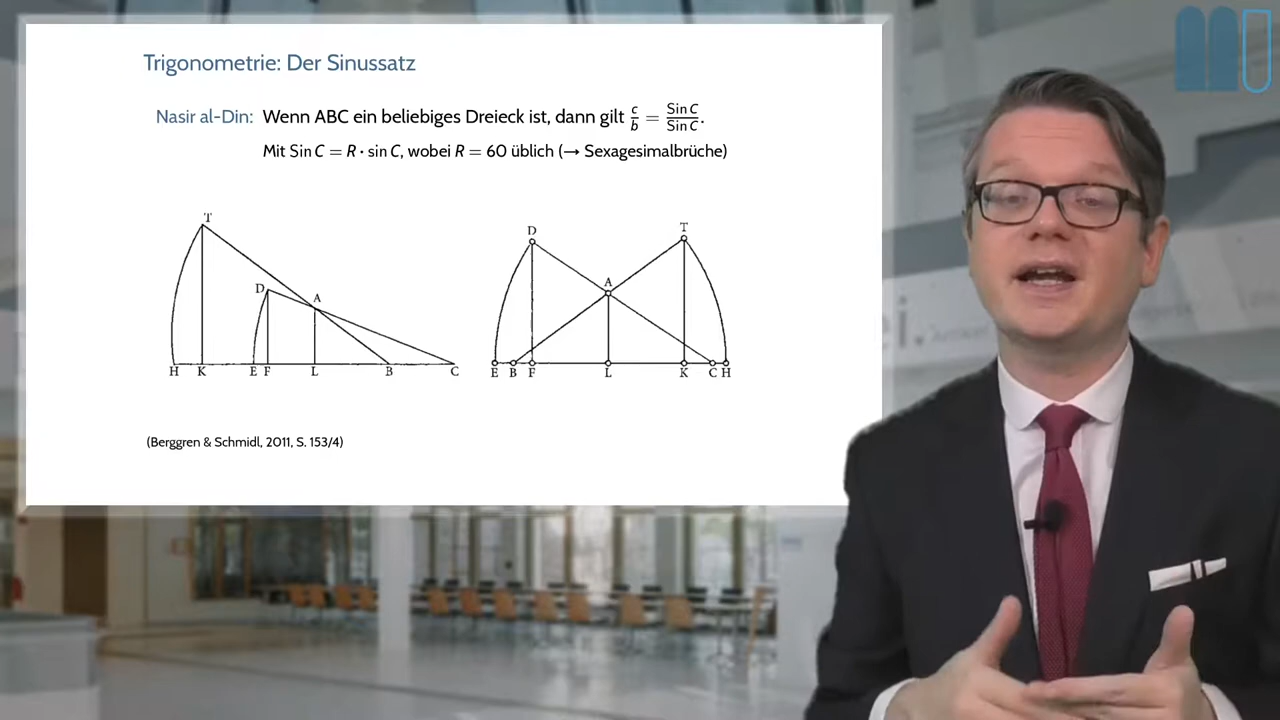 Trigonometrie: Der Sinussatz
Nasir al-Din: Wenn ABC ein beliebiges Dreieck ist, dann gilt c/b = Sin C/Sin C.
Mit Sin C = R · sin C, wobei R = 60 üblich (→ Sexagesimalbrüche)
T
D
A
H K E F L B C
D
T
A
E B F L K C H
(Berggren & Schmidl, 2011, S. 153/4)
ei.